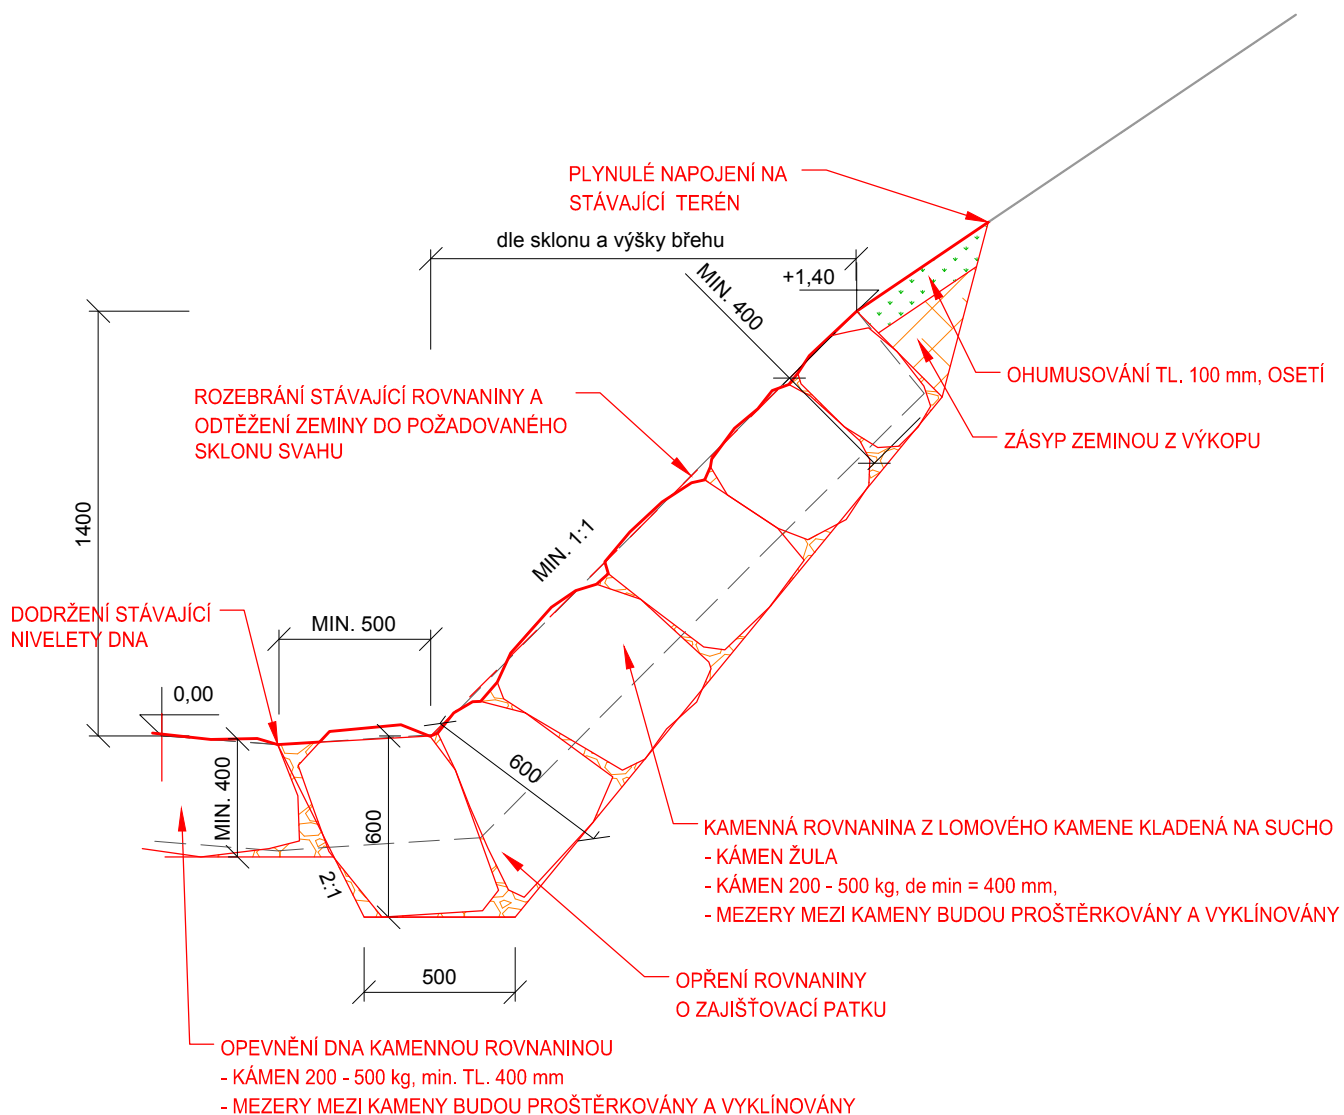 PLYNULÉ NAPOJENÍ NA
STÁVAJÍCÍ TERÉN
dle sklonu a výšky břehu
+1,40
MIN. 400
OHUMUSOVÁNÍ TL. 100 mm, OSETÍ
ROZEBRÁNÍ STÁVAJÍCÍ ROVNANINY A
ODTĚŽENÍ ZEMINY DO POŽADOVANÉHO
SKLONU SVAHU
ZÁSYP ZEMINOU Z VÝKOPU
1400
MIN. 1:1
DODRŽENÍ STÁVAJÍCÍ
NIVELETY DNA
MIN. 500
0,00
MIN. 400
600
600
2:1
KAMENNÁ ROVNANINA Z LOMOVÉHO KAMENE KLADENÁ NA SUCHO
- KÁMEN ŽULA
- KÁMEN 200 - 500 kg, de min = 400 mm,
- MEZERY MEZI KAMENY BUDOU PROŠTĚRKOVÁNY A VYKLÍNOVÁNY
500
OPŘENÍ ROVNANINY
O ZAJIŠŤOVACÍ PATKU
OPEVNĚNÍ DNA KAMENNOU ROVNANINOU
- KÁMEN 200 - 500 kg, min. TL. 400 mm
- MEZERY MEZI KAMENY BUDOU PROŠTĚRKOVÁNY A VYKLÍNOVÁNY